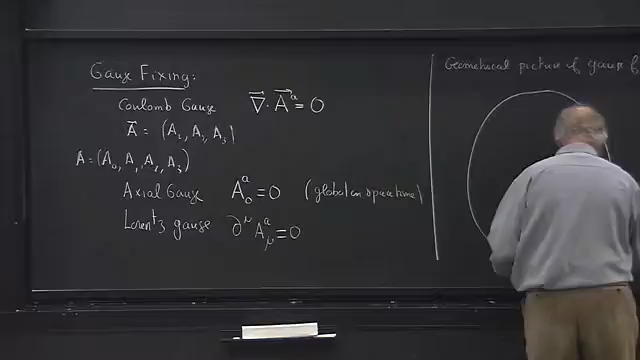 Gauge Fixing:
Coulomb Gauge ∇⃗·A⃗ᵃ=0
A⃗ = (A₁, A₂, A₃)
A=(A₀, A₁, A₂, A₃)
Axial Gauge A₀ᵃ=0 (global on spacetime)
Lorentz gauge ∂^μ A_μᵃ=0
Geometrical picture of gauge f